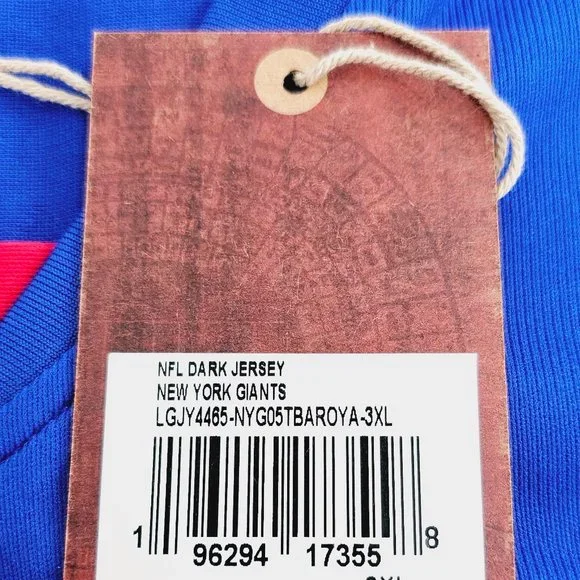 NFL DARK JERSEY
NEW YORK GIANTS
LGJY4465-NYG05TBAROYA-3XL
1 96294 17355 8